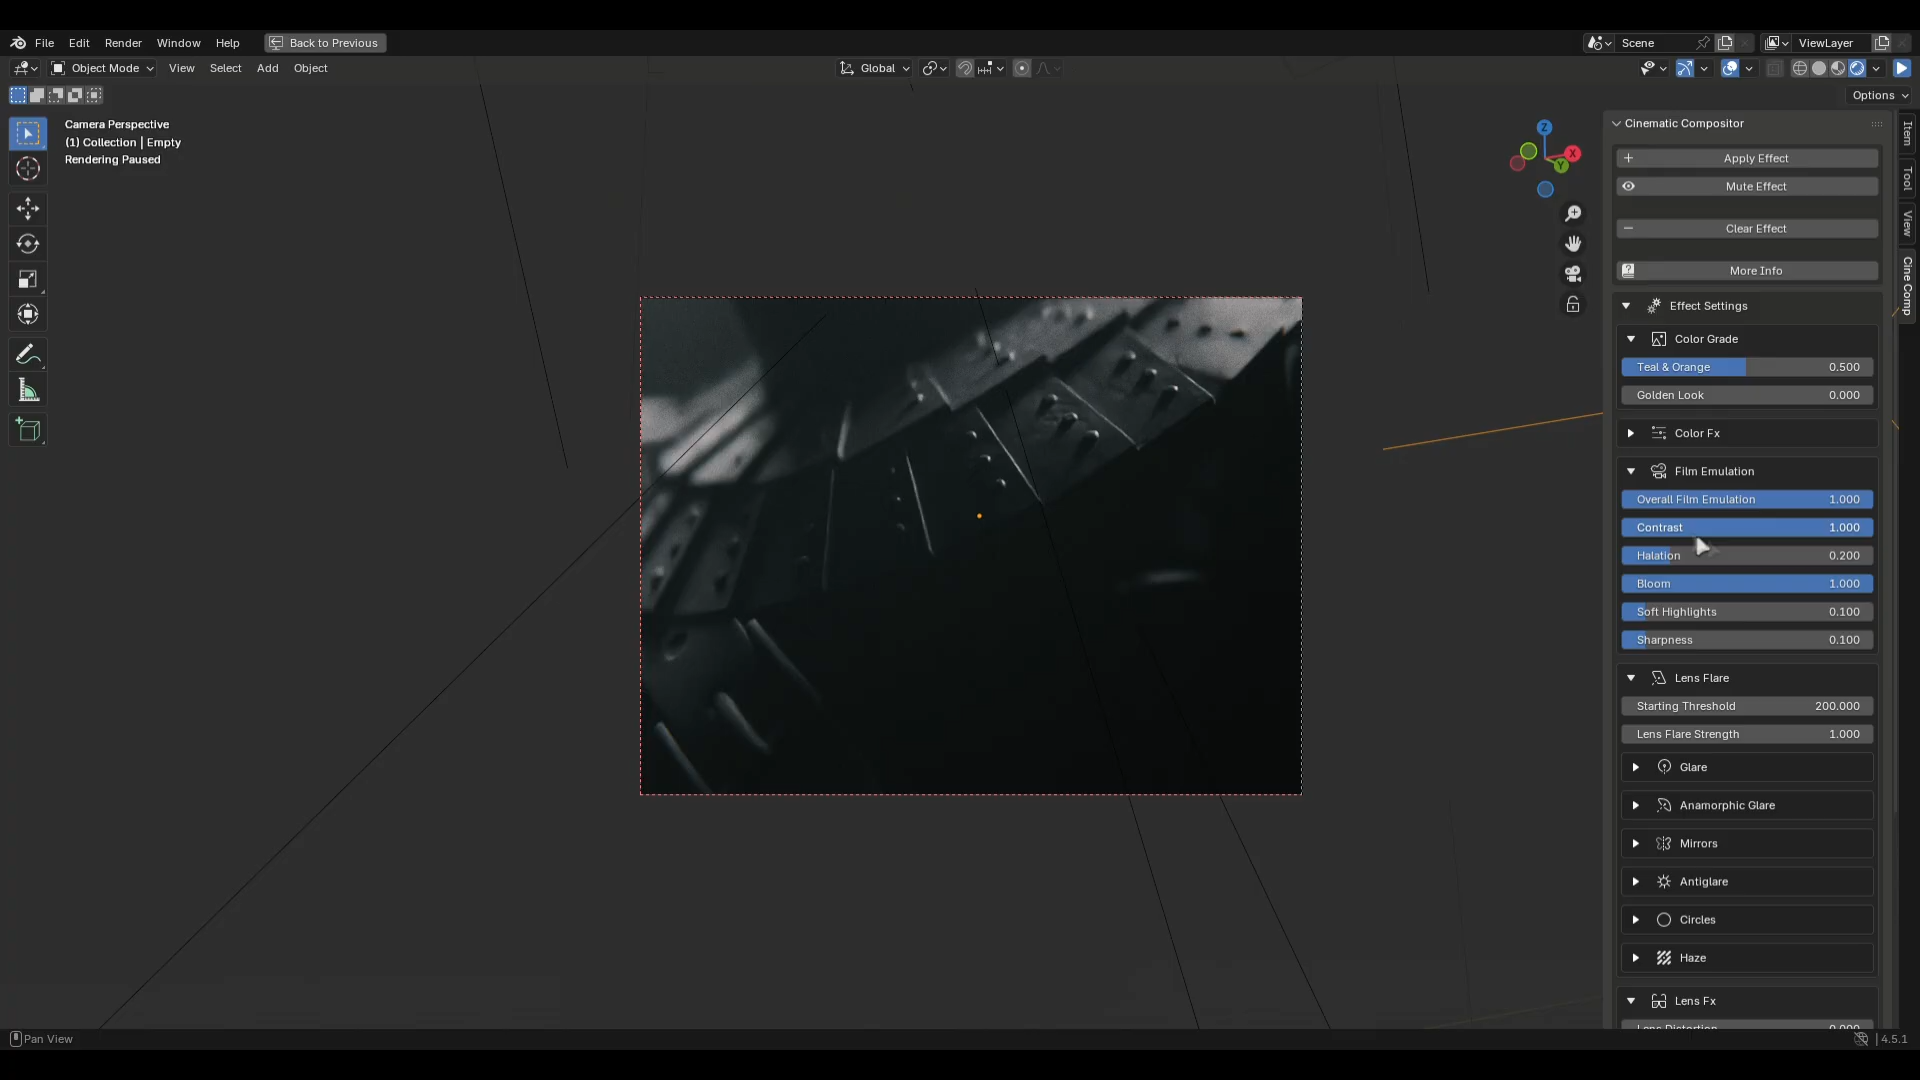 File Edit Render Window Help Back to Previous Scene ViewLayer
Object Mode View Select Add Object Global
Options
Camera Perspective
(1) Collection | Empty
Rendering Paused
Z
X
Y
Cinematic Compositor
Apply Effect
Mute Effect
Clear Effect
More Info
Effect Settings
Color Grade
Teal & Orange 0.500
Golden Look 0.000
Color Fx
Film Emulation
Overall Film Emulation 1.000
Contrast 1.000
Halation 0.200
Bloom 1.000
Soft Highlights 0.100
Sharpness 0.100
Lens Flare
Starting Threshold 200.000
Lens Flare Strength 1.000
Glare
Anamorphic Glare
Mirrors
Antiglare
Circles
Haze
Lens Fx
Lens Distortion 0.000
Item
Tool
View
Cine Comp
Pan View 4.5.1